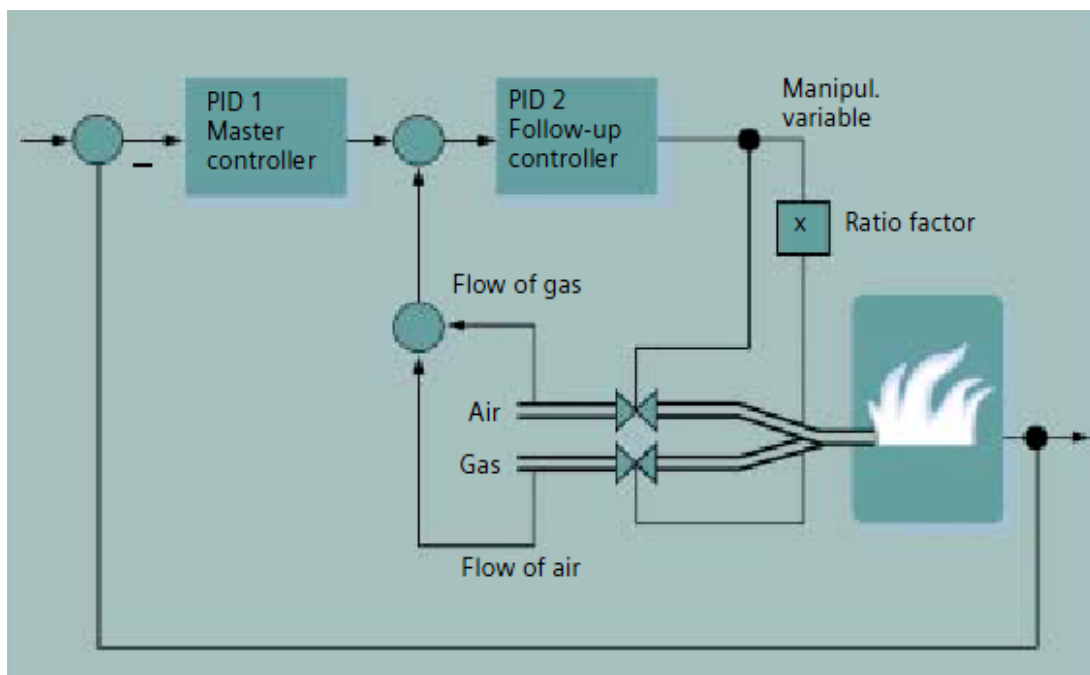 PID 1
Master
controller
PID 2
Follow-up
controller
Manipul.
variable
x
Ratio factor
Flow of gas
Air
Gas
Flow of air